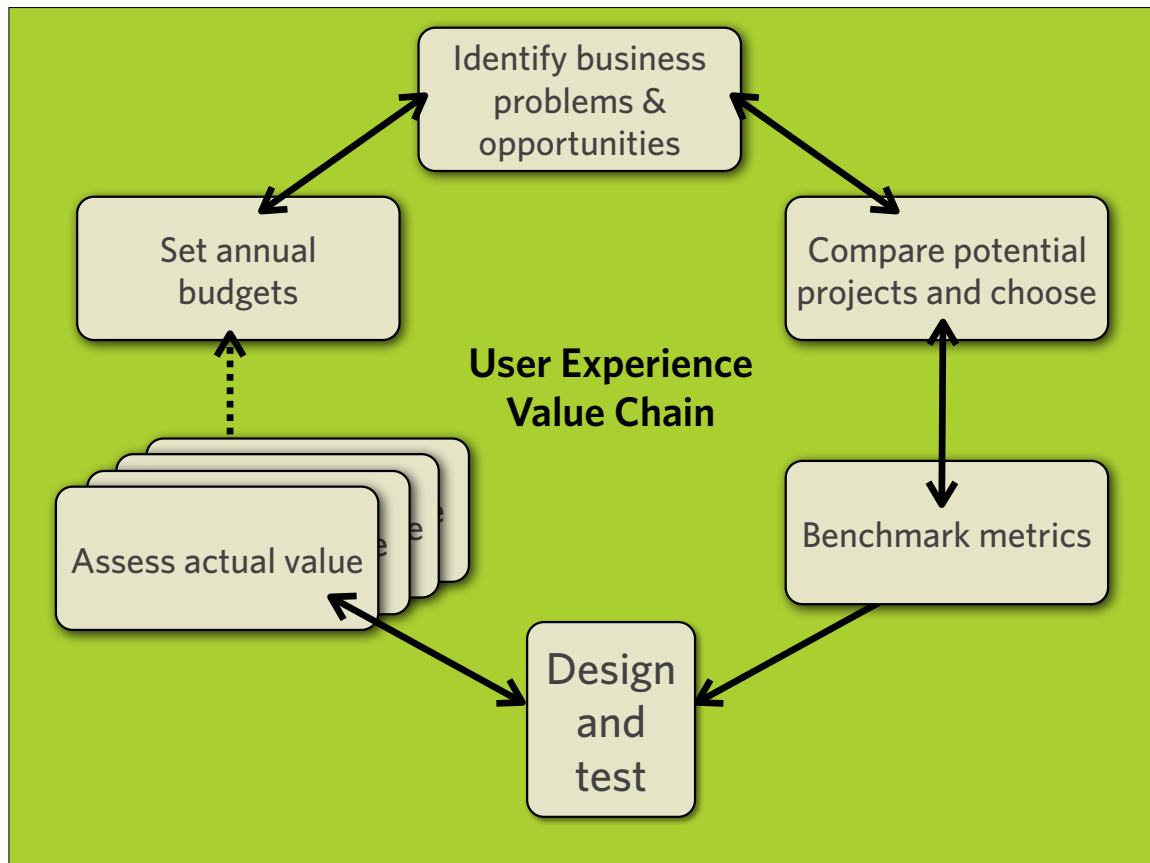 Identify business
problems &
opportunities
Set annual
budgets
Compare potential
projects and choose
User Experience
Value Chain
Assess actual value
e
e
e
Benchmark metrics
Design
and
test